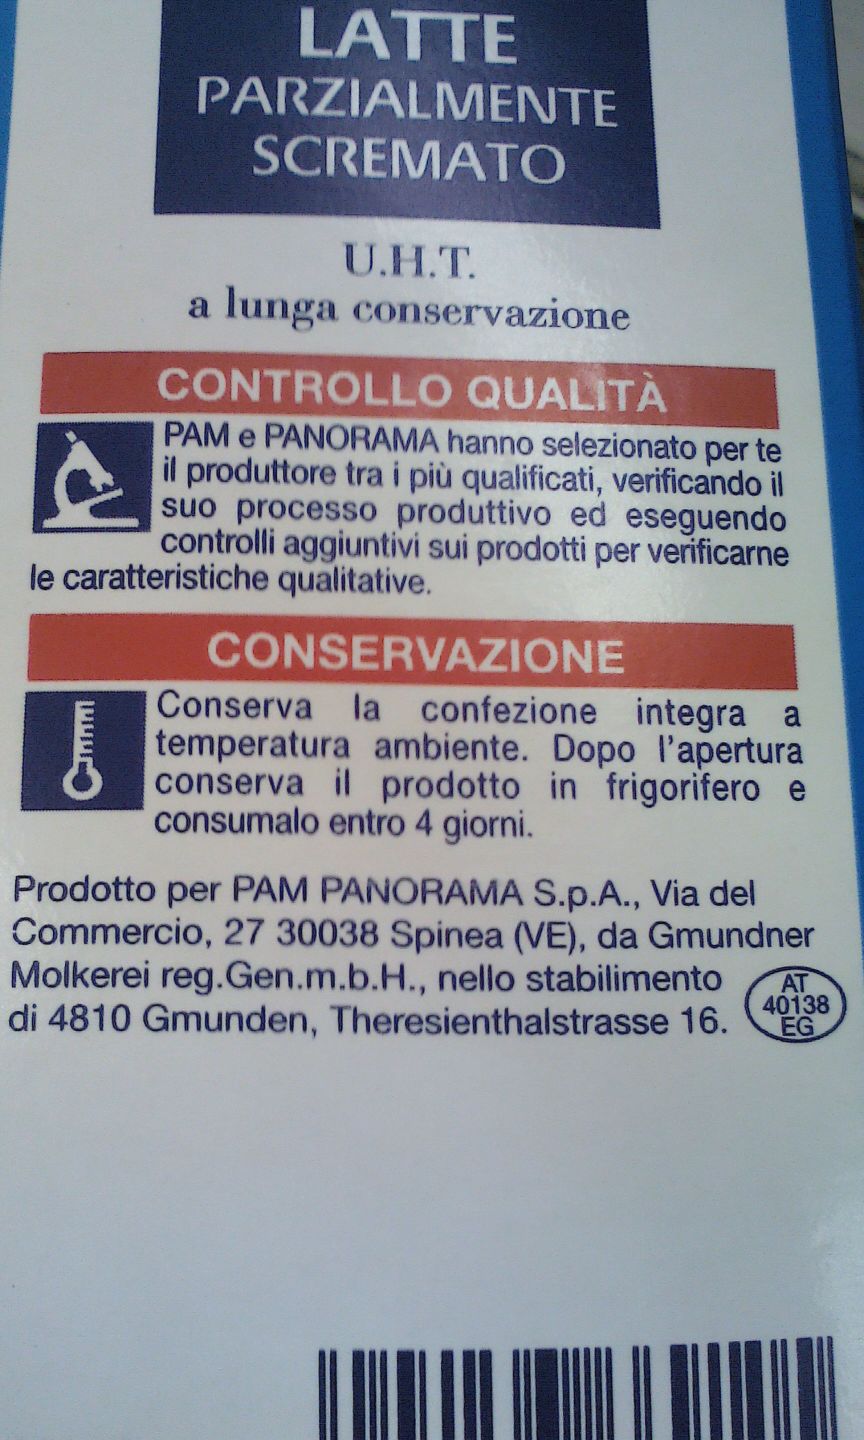 LATTE
PARZIALMENTE
SCREMATO
U.H.T.
a lunga conservazione
CONTROLLO QUALITÀ
PAM e PANORAMA hanno selezionato per te
il produttore tra i più qualificati, verificando il
suo processo produttivo ed eseguendo
controlli aggiuntivi sui prodotti per verificarne
le caratteristiche qualitative.
CONSERVAZIONE
Conserva la confezione integra a
temperatura ambiente. Dopo l'apertura
conserva il prodotto in frigorifero e
consumalo entro 4 giorni.
Prodotto per PAM PANORAMA S.p.A., Via del
Commercio, 27 30038 Spinea (VE), da Gmundner
Molkerei reg.Gen.m.b.H., nello stabilimento
di 4810 Gmunden, Theresienthalstrasse 16.
AT
40138
EG